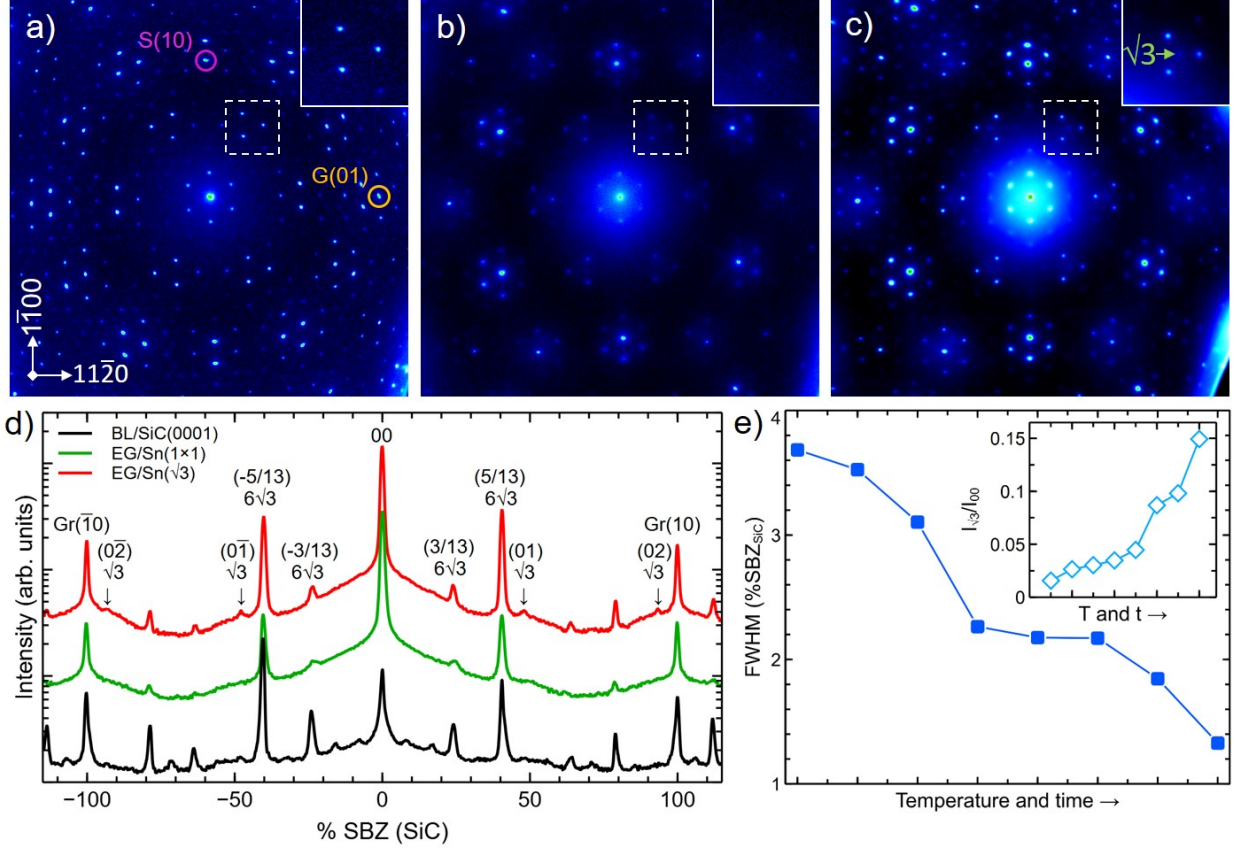 a)
S(10)
G(01)
11̅00
112̅0
b)
c)
√3→
d)
BL/SiC(0001)
EG/Sn(1×1)
EG/Sn(√3)
00
(-5/13)
6√3
(5/13)
6√3
Gr(1̅0)
(02̅)
√3
↓
(01̅)
√3
↓
(-3/13)
6√3
(3/13)
6√3
(01)
√3
↓
Gr(10)
(02)
√3
↓
Intensity (arb. units)
−100
−50
0
50
100
% SBZ (SiC)
e)
4
3
2
1
FWHM (%SBZSiC)
Temperature and time →
0.15
0.1
0.05
0
I√3/I00
T and t →